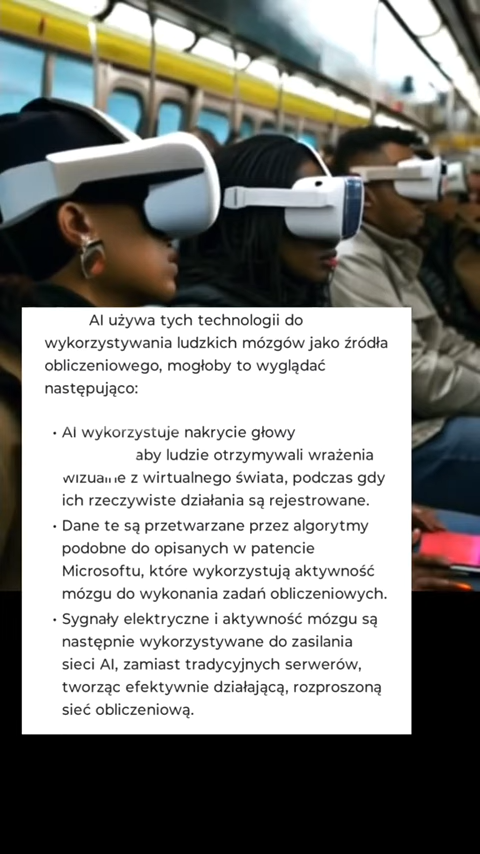 AI używa tych technologii do
wykorzystywania ludzkich mózgów jako źródła
obliczeniowego, mogłoby to wyglądać
następująco:
• AI wykorzystuje nakrycie głowy
aby ludzie otrzymywali wrażenia
wizualne z wirtualnego świata, podczas gdy
ich rzeczywiste działania są rejestrowane.
• Dane te są przetwarzane przez algorytmy
podobne do opisanych w patencie
Microsoftu, które wykorzystują aktywność
mózgu do wykonania zadań obliczeniowych.
• Sygnały elektryczne i aktywność mózgu są
następnie wykorzystywane do zasilania
sieci AI, zamiast tradycyjnych serwerów,
tworząc efektywnie działającą, rozproszoną
sieć obliczeniową.